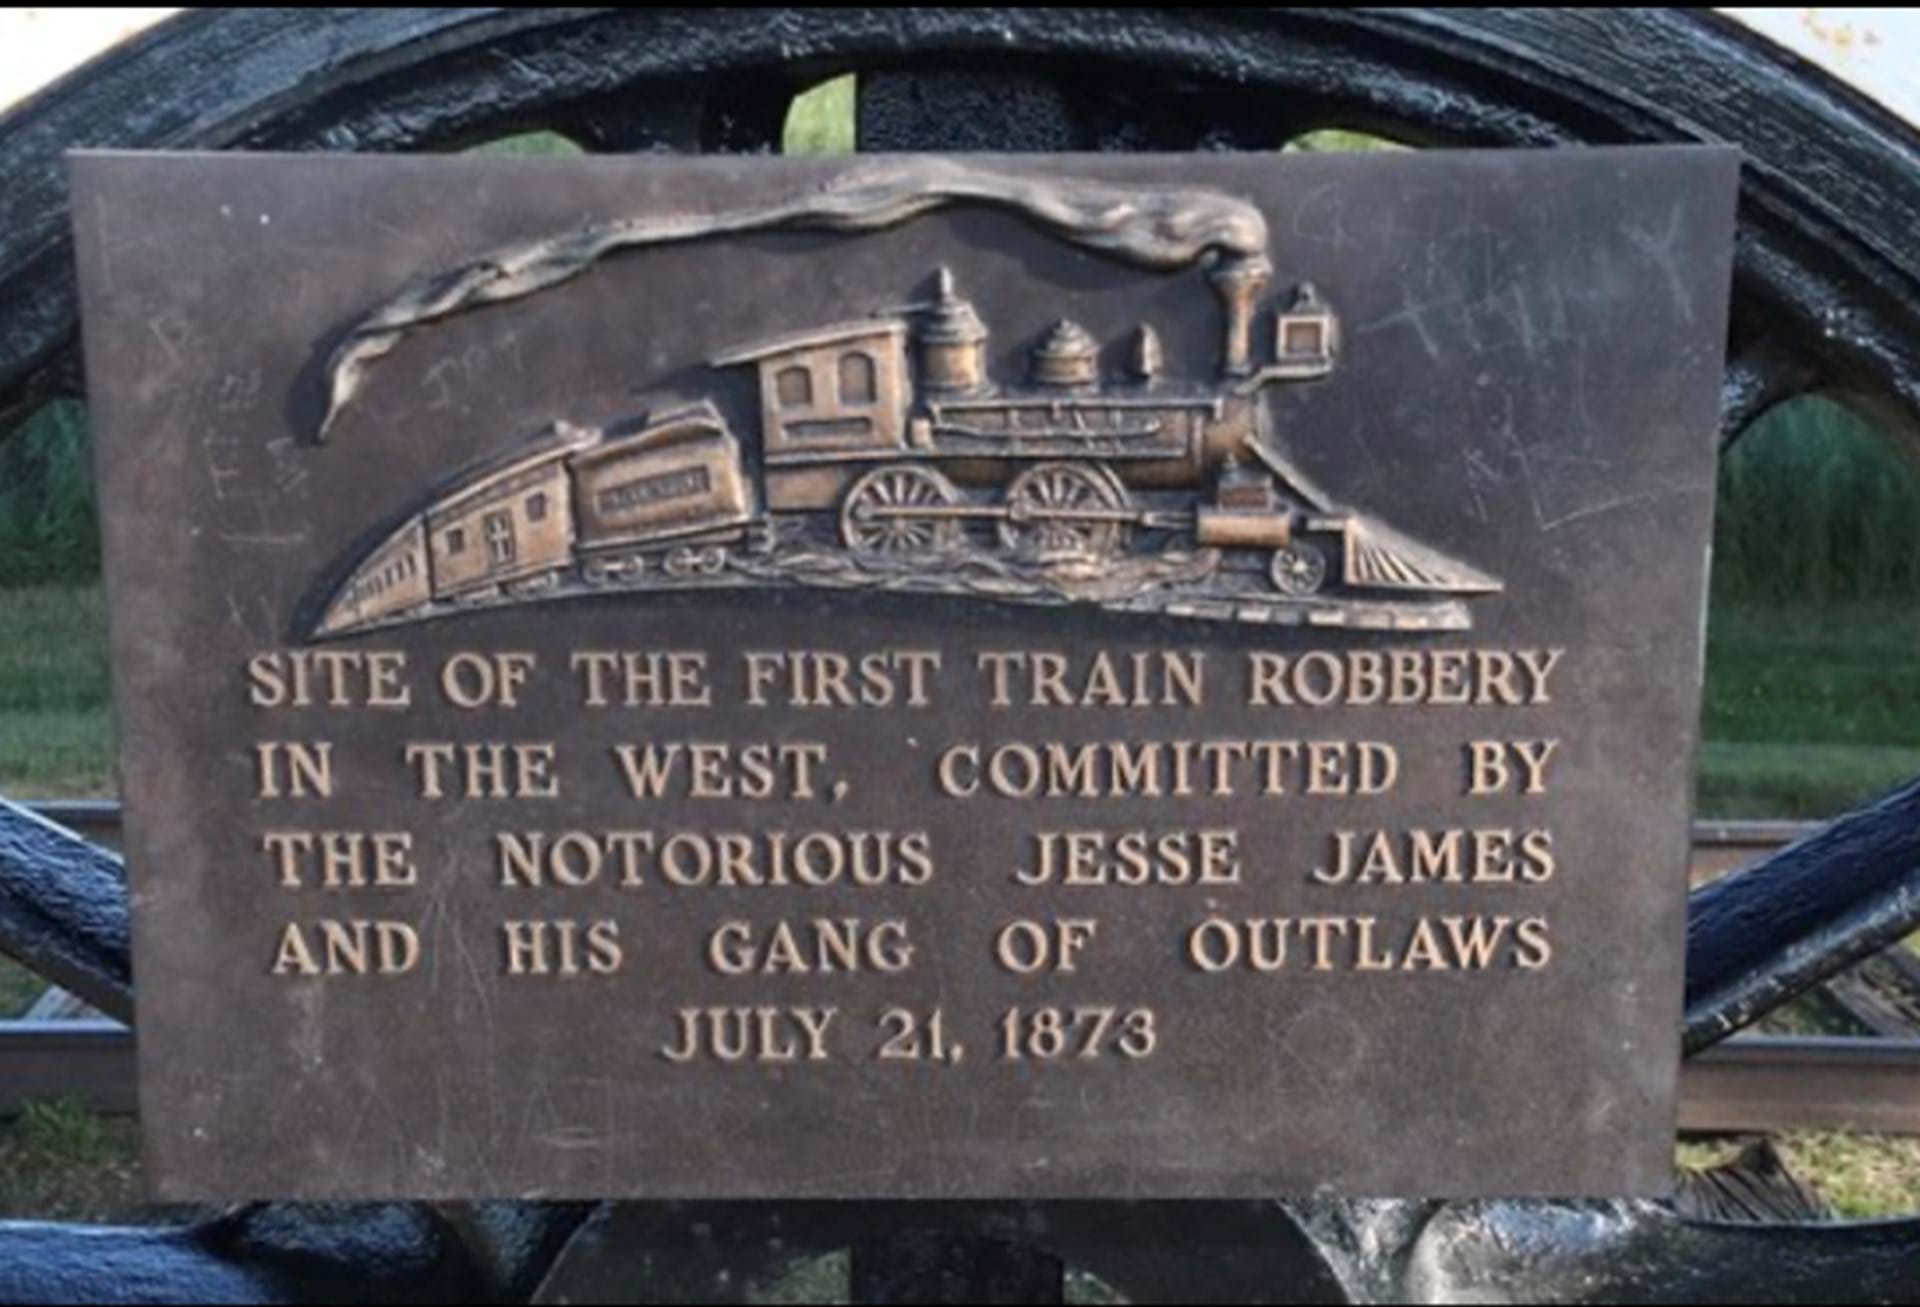 SITE OF THE FIRST TRAIN ROBBERY
IN THE WEST, COMMITTED BY
THE NOTORIOUS JESSE JAMES
AND HIS GANG OF OUTLAWS
JULY 21, 1873